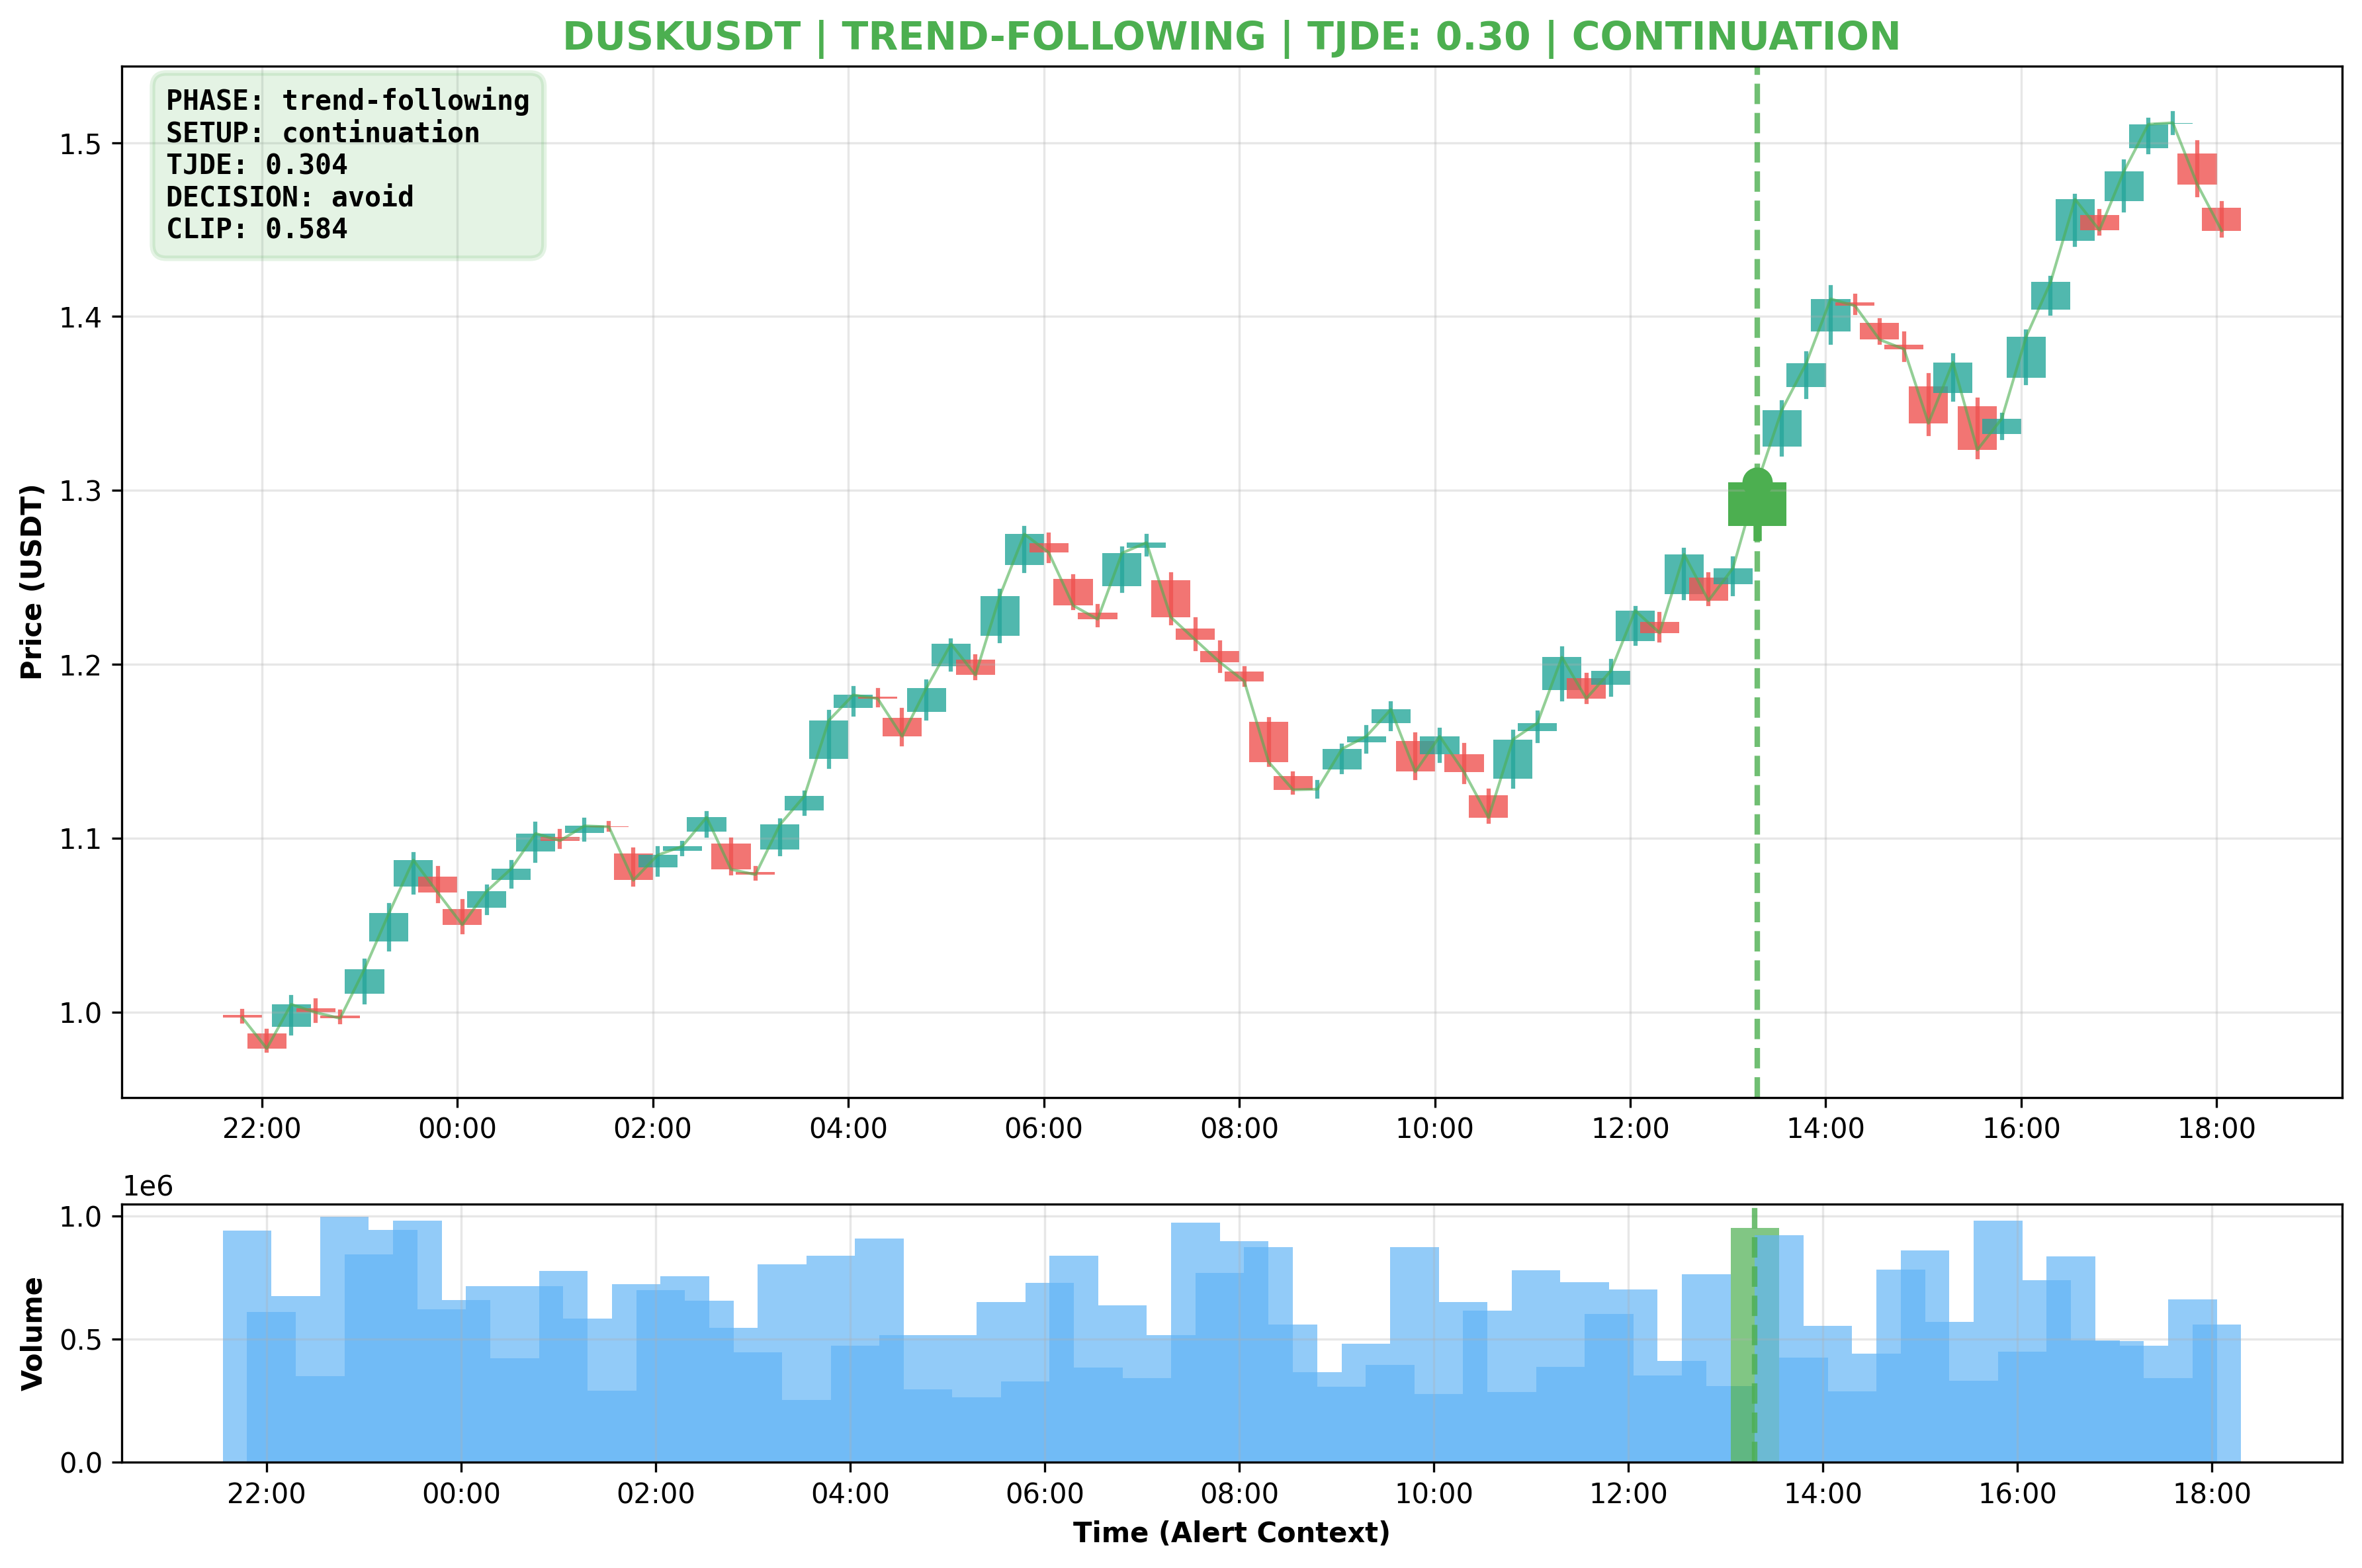 DUSKUSDT | TREND-FOLLOWING | TJDE: 0.30 | CONTINUATION
PHASE: trend-following
SETUP: continuation
TJDE: 0.304
DECISION: avoid
CLIP: 0.584
Price (USDT)
1.5
1.4
1.3
1.2
1.1
1.0
22:00 00:00 02:00 04:00 06:00 08:00 10:00 12:00 14:00 16:00 18:00
1e6
Volume
1.0
0.5
0.0
22:00 00:00 02:00 04:00 06:00 08:00 10:00 12:00 14:00 16:00 18:00
Time (Alert Context)